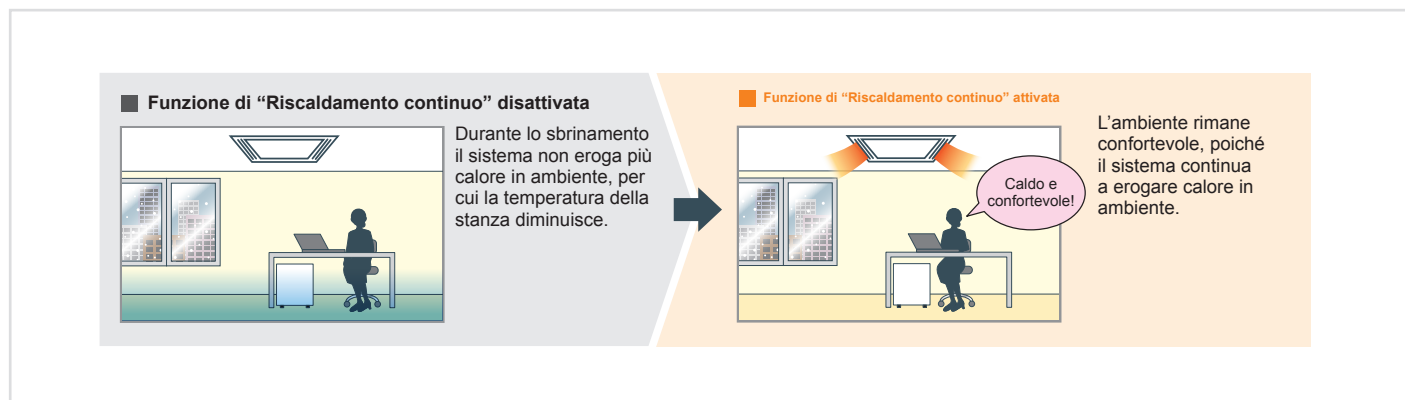 Funzione di “Riscaldamento continuo” disattivata
Durante lo sbrinamento
il sistema non eroga più
calore in ambiente, per
cui la temperatura della
stanza diminuisce.
Funzione di “Riscaldamento continuo” attivata
Caldo e
confortevole!
L’ambiente rimane
confortevole, poiché
il sistema continua
a erogare calore in
ambiente.